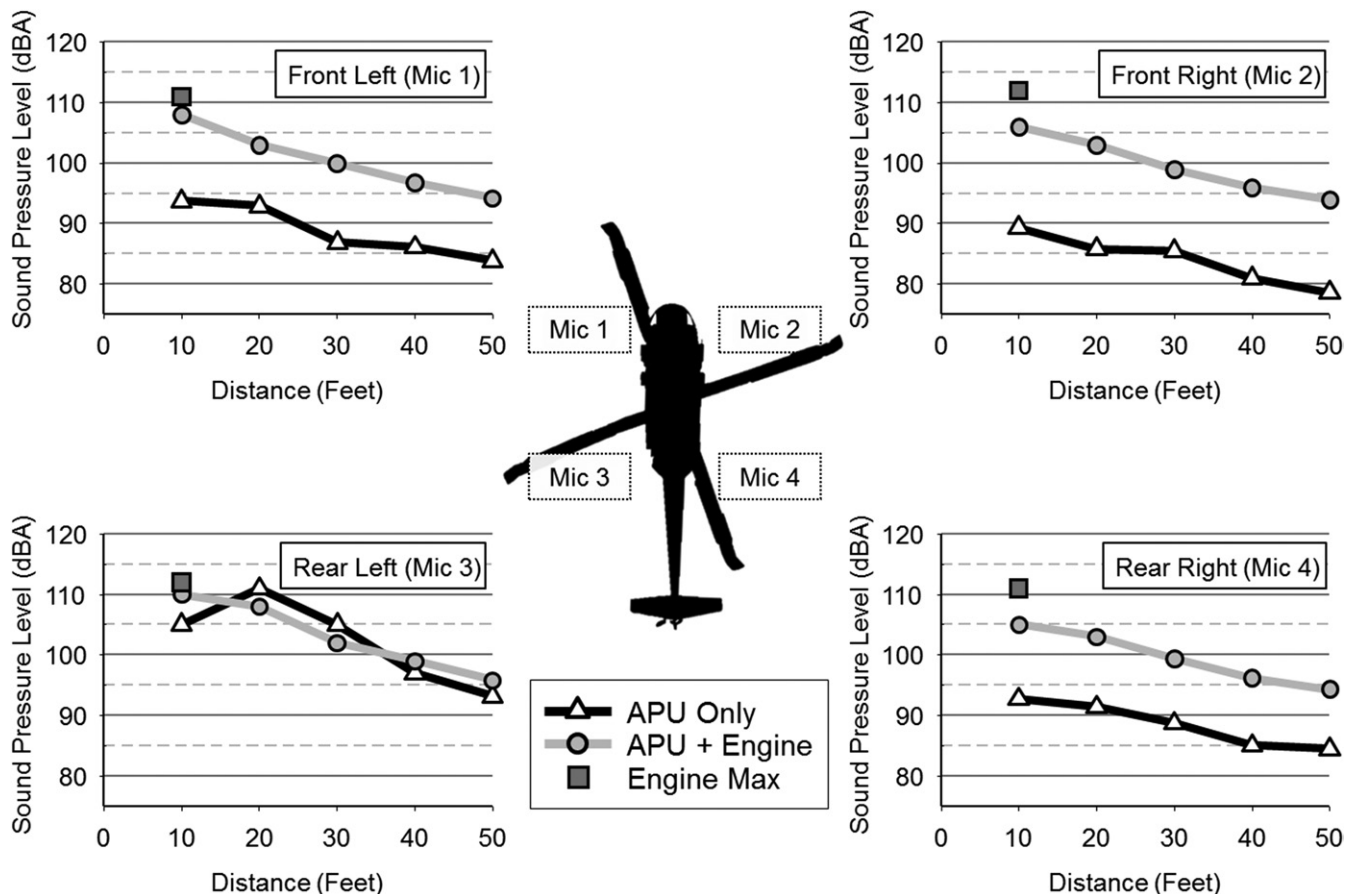 Sound Pressure Level (dBA)
120
110
100
90
80
Front Left (Mic 1)
0 10 20 30 40 50
Distance (Feet)
Sound Pressure Level (dBA)
120
110
100
90
80
Front Right (Mic 2)
0 10 20 30 40 50
Distance (Feet)
Mic 1 Mic 2
Mic 3 Mic 4
Sound Pressure Level (dBA)
120
110
100
90
80
Rear Left (Mic 3)
0 10 20 30 40 50
Distance (Feet)
APU Only
APU + Engine
Engine Max
Sound Pressure Level (dBA)
120
110
100
90
80
Rear Right (Mic 4)
0 10 20 30 40 50
Distance (Feet)